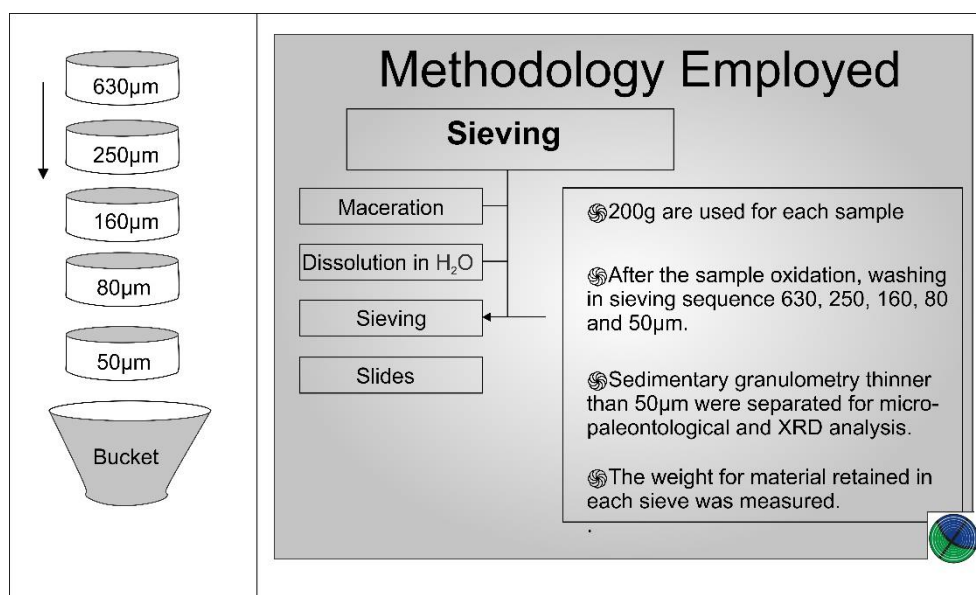 630µm
250µm
160µm
80µm
50µm
Bucket
Methodology Employed
Sieving
Maceration
Dissolution in H₂O
Sieving
Slides
200g are used for each sample
After the sample oxidation, washing
in sieving sequence 630, 250, 160, 80
and 50µm.
Sedimentary granulometry thinner
than 50µm were separated for micro-
paleontological and XRD analysis.
The weight for material retained in
each sieve was measured.
.